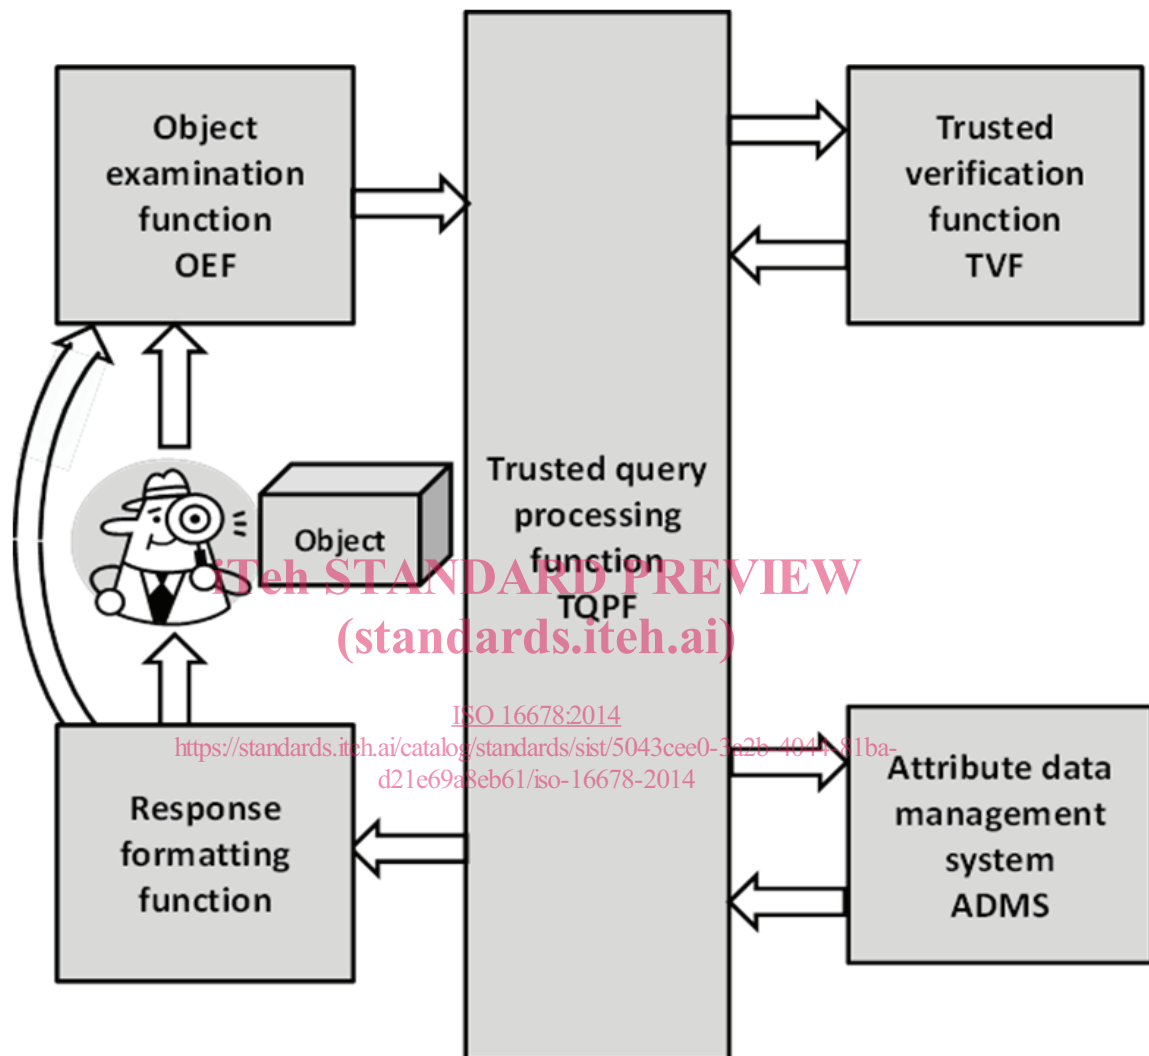 Object
examination
function
OEF
Trusted
verification
function
TVF
Trusted query
processing
function
TQPF
Object
iTeh STANDARD PREVIEW
(standards.iteh.ai)
ISO 16678:2014
https://standards.iteh.ai/catalog/standards/sist/5043cee0-3a2b-4044-81ba-
d21e69a8eb61/iso-16678-2014
Response
formatting
function
Attribute data
management
system
ADMS